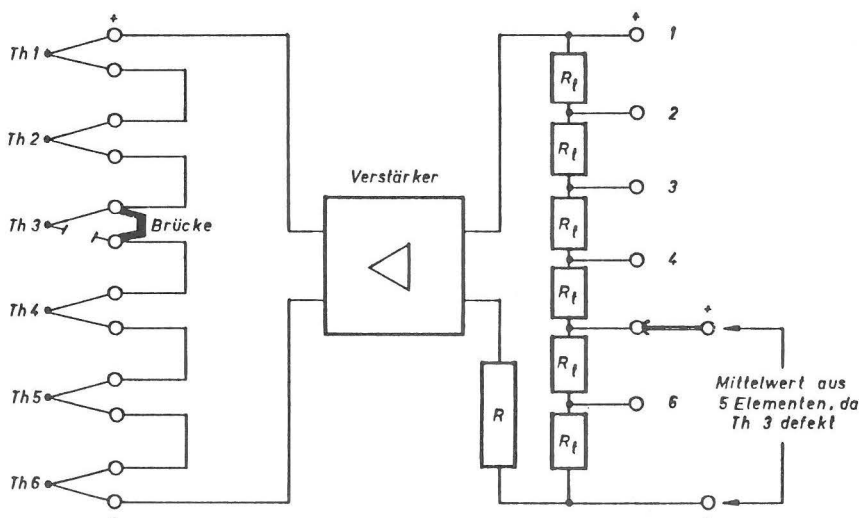 +
Th 1
Th 2
Th 3
Brücke
Th 4
Th 5
Th 6
Verstärker
R
+
1
R_t
2
R_t
3
R_t
4
R_t
+
R_t
6
R_t
Mittelwert aus
5 Elementen, da
Th 3 defekt